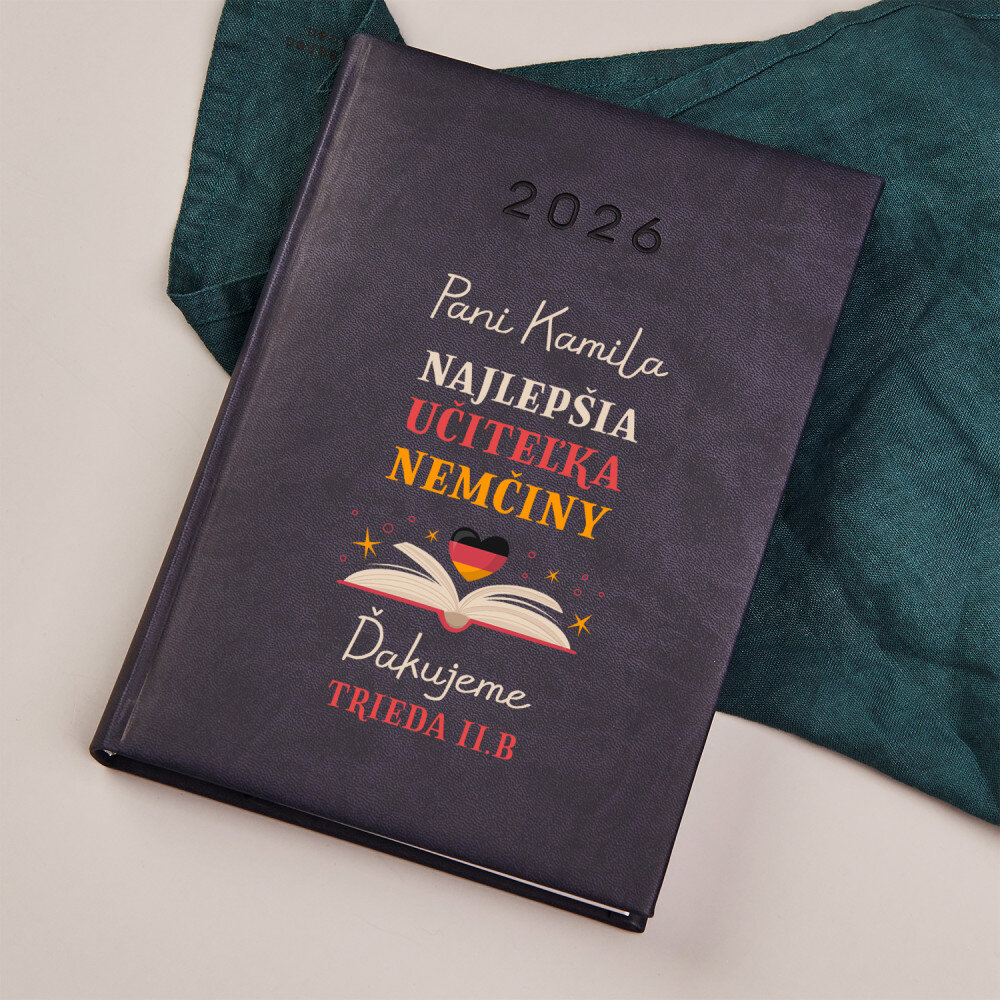 2026
Pani Kamila
NAJLEPŠIA
UČITEĽKA
NEMČINY
Ďakujeme
TRIEDA II.B